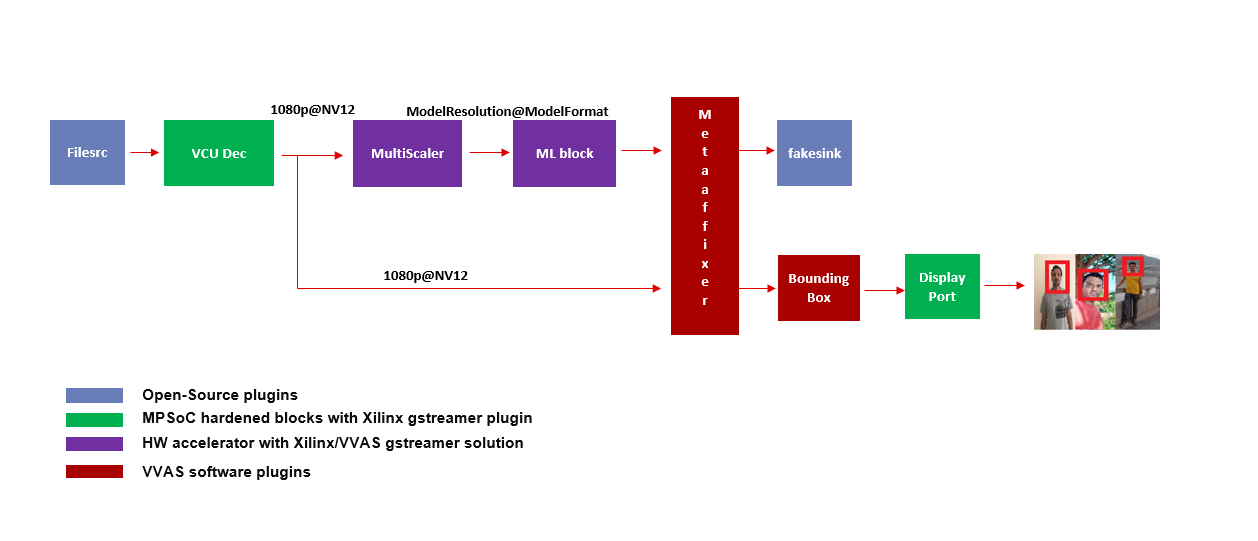 1080p@NV12
ModelResolution@ModelFormat
Filesrc
VCU Dec
MultiScaler
ML block
Metaaffixer
fakesink
1080p@NV12
Bounding
Box
Display
Port
Open-Source plugins
MPSoC hardened blocks with Xilinx gstreamer plugin
HW accelerator with Xilinx/VVAS gstreamer solution
VVAS software plugins